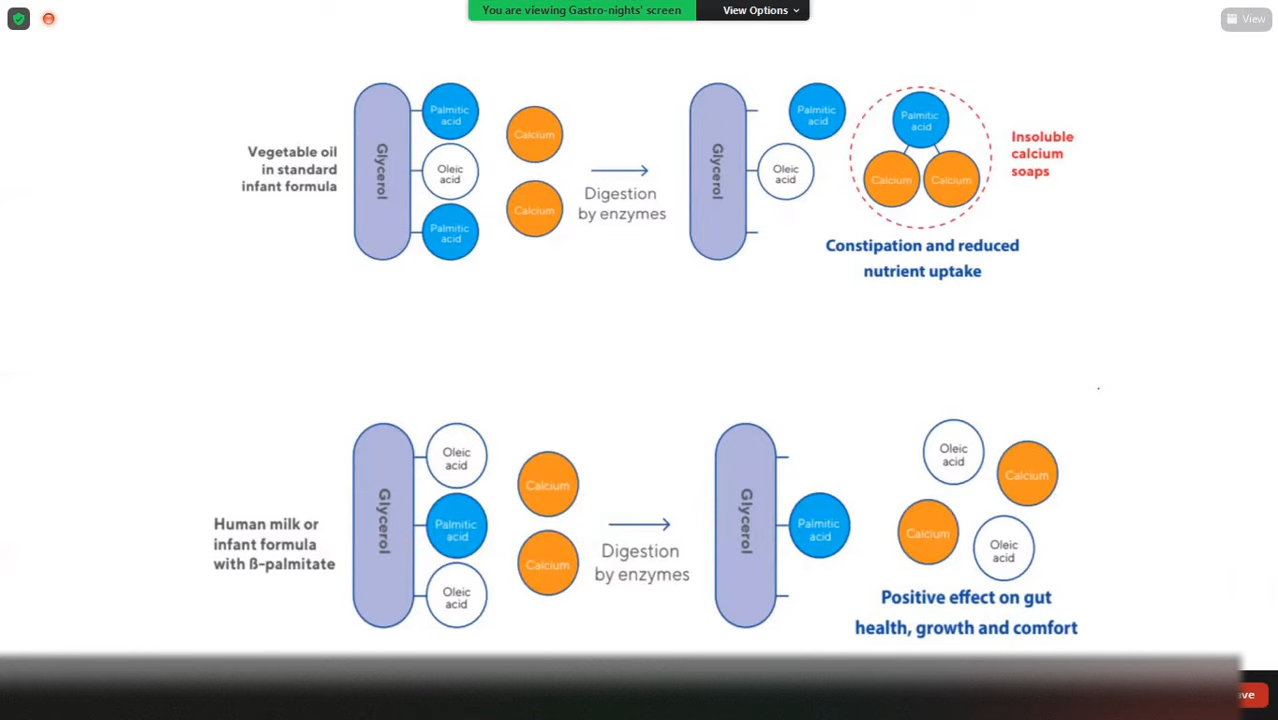 You are viewing Gastro-nights' screen
View Options
View
Vegetable oil
in standard
infant formula
Glycerol
Palmitic
acid
Oleic
acid
Palmitic
acid
Calcium
Calcium
Digestion
by enzymes
Glycerol
Palmitic
acid
Oleic
acid
Palmitic
acid
Calcium
Calcium
Insoluble
calcium
soaps
Constipation and reduced
nutrient uptake
Human milk or
infant formula
with ß-palmitate
Glycerol
Oleic
acid
Palmitic
acid
Oleic
acid
Calcium
Calcium
Digestion
by enzymes
Glycerol
Palmitic
acid
Oleic
acid
Calcium
Calcium
Oleic
acid
Positive effect on gut
health, growth and comfort